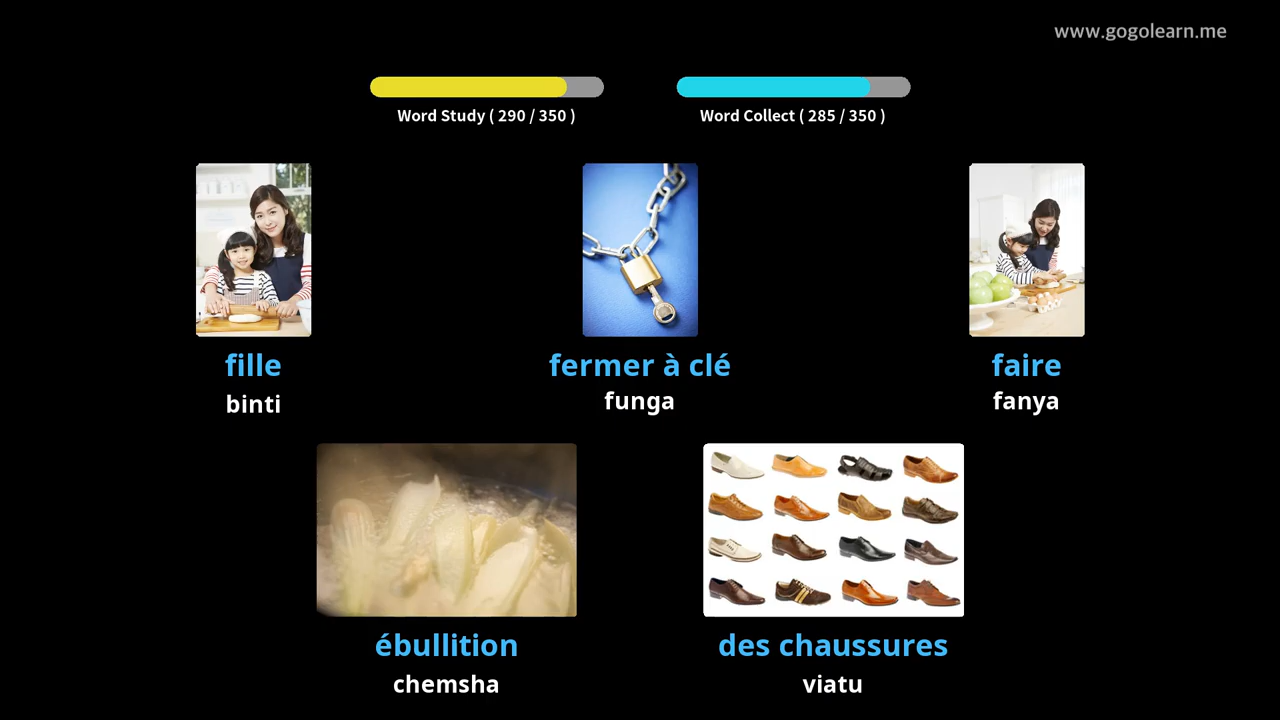 www.gogolearn.me
Word Study ( 290 / 350 )
Word Collect ( 285 / 350 )
fille
binti
fermer à clé
funga
faire
fanya
ébullition
chemsha
des chaussures
viatu